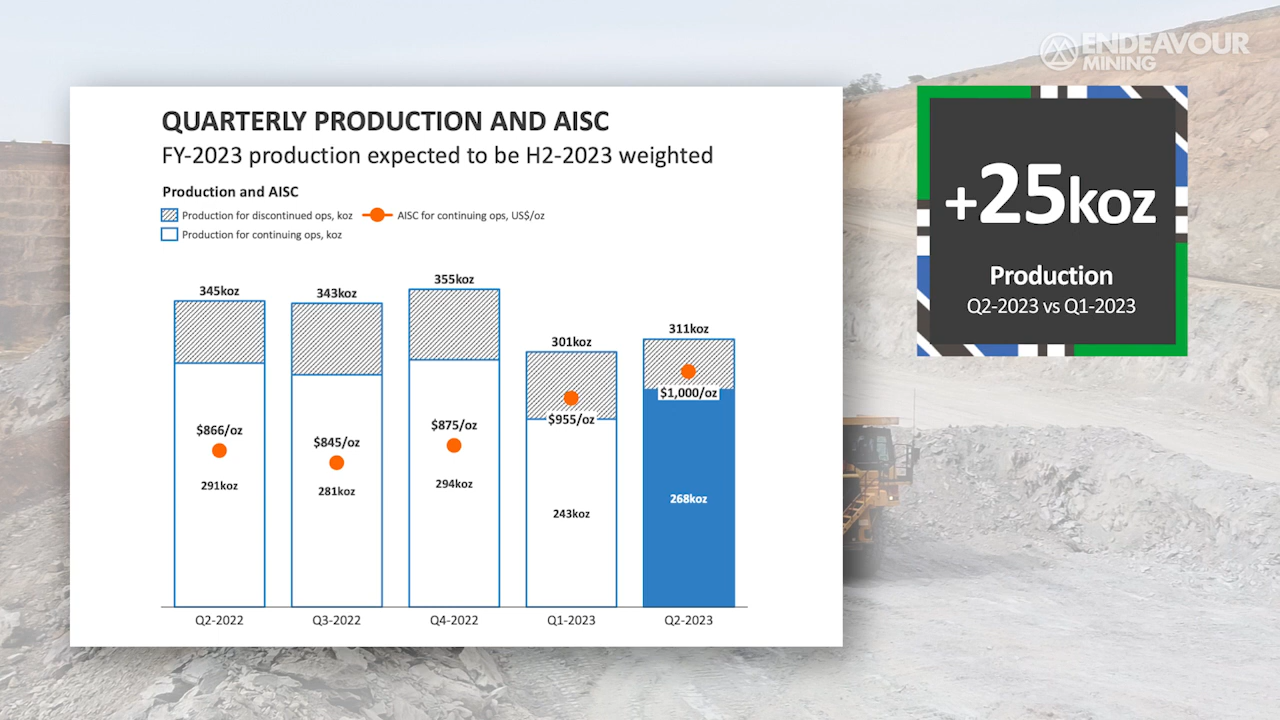 ENDEAVOUR
MINING
QUARTERLY PRODUCTION AND AISC
FY-2023 production expected to be H2-2023 weighted
Production and AISC
Production for discontinued ops, koz
AISC for continuing ops, US$/oz
Production for continuing ops, koz
345koz
343koz
355koz
301koz
311koz
$866/oz
$845/oz
$875/oz
$955/oz
$1,000/oz
291koz
281koz
294koz
243koz
268koz
Q2-2022
Q3-2022
Q4-2022
Q1-2023
Q2-2023
+25koz
Production
Q2-2023 vs Q1-2023